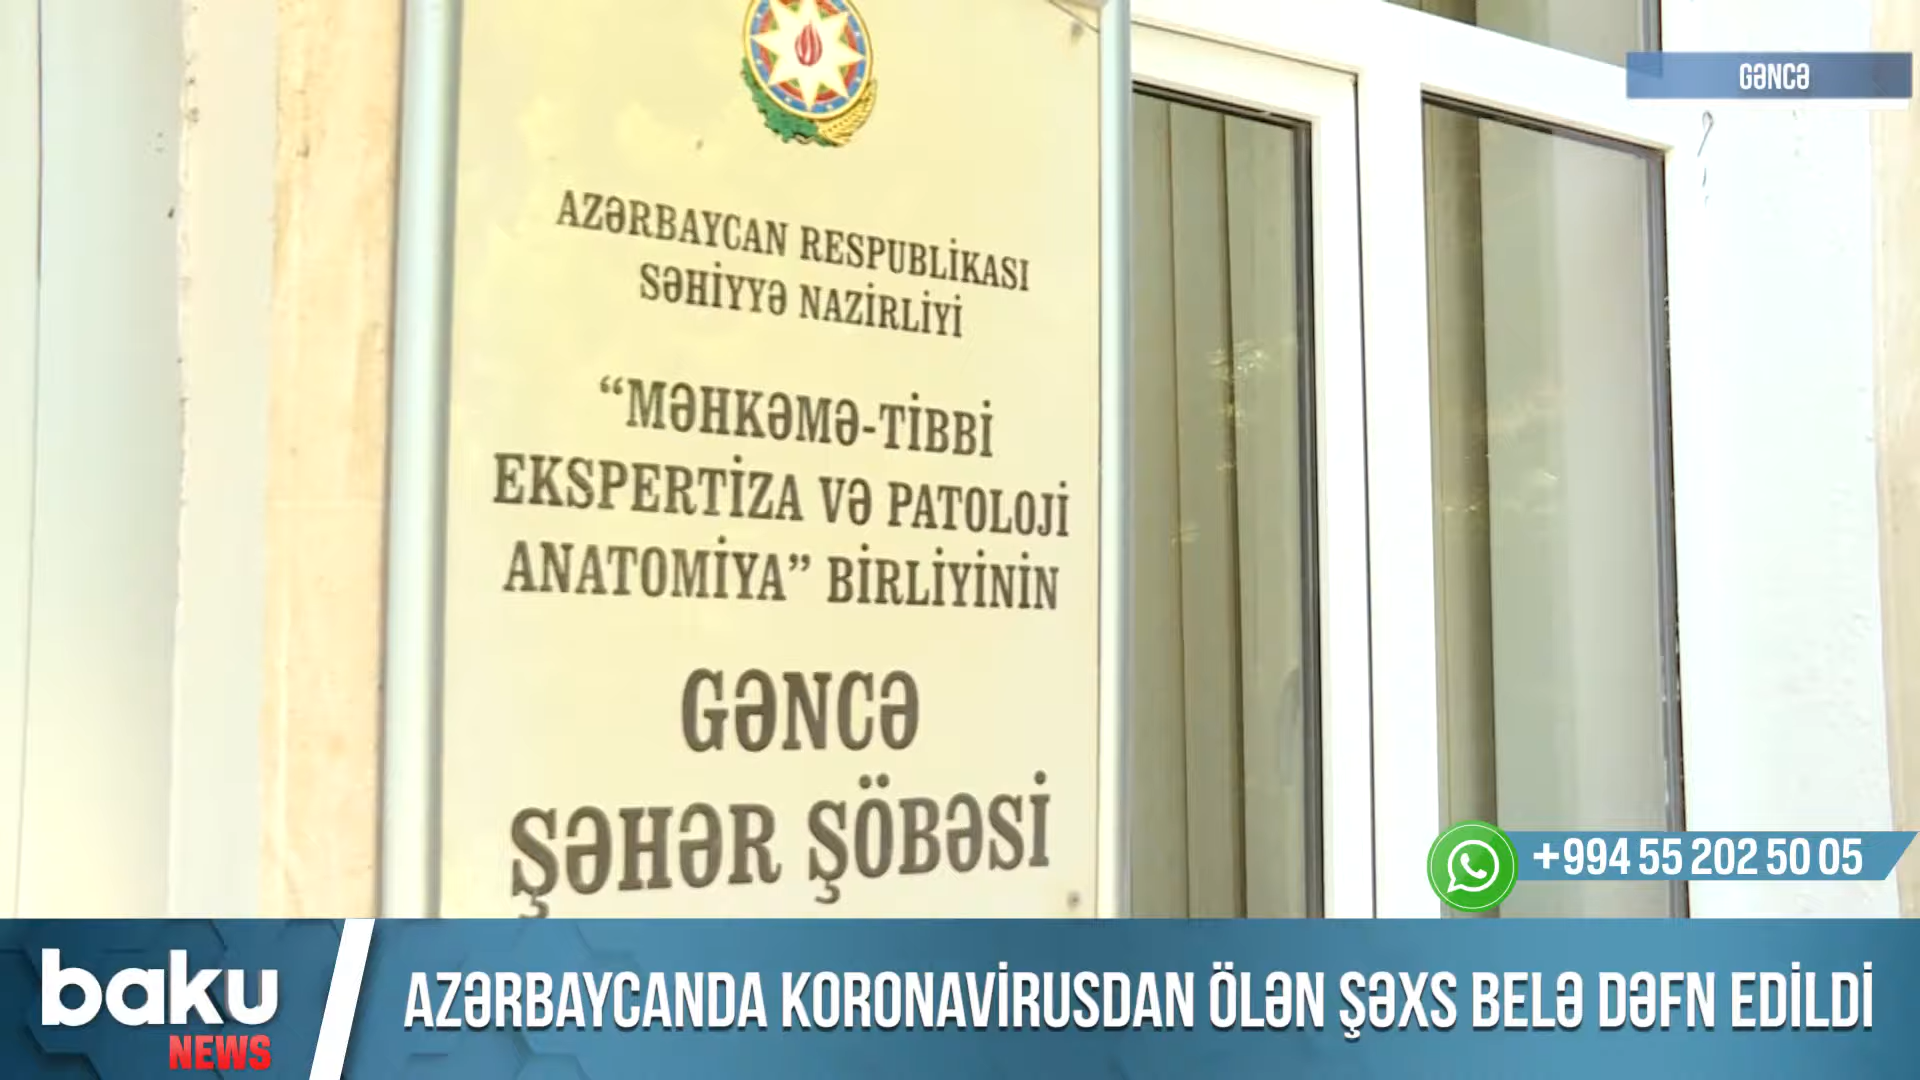 GƏNCƏ
AZƏRBAYCAN RESPUBLİKASI
SƏHİYYƏ NAZİRLİYİ
“MƏHKƏMƏ-TİBBİ
EKSPERTİZA VƏ PATOLOJİ
ANATOMİYA” BİRLİYİNİN
GƏNCƏ
ŞƏHƏR ŞÖBƏSİ
+994 55 202 50 05
baku
NEWS
AZƏRBAYCANDA KORONAVİRUSDAN ÖLƏN ŞƏXS BELƏ DƏFN EDİLDİ